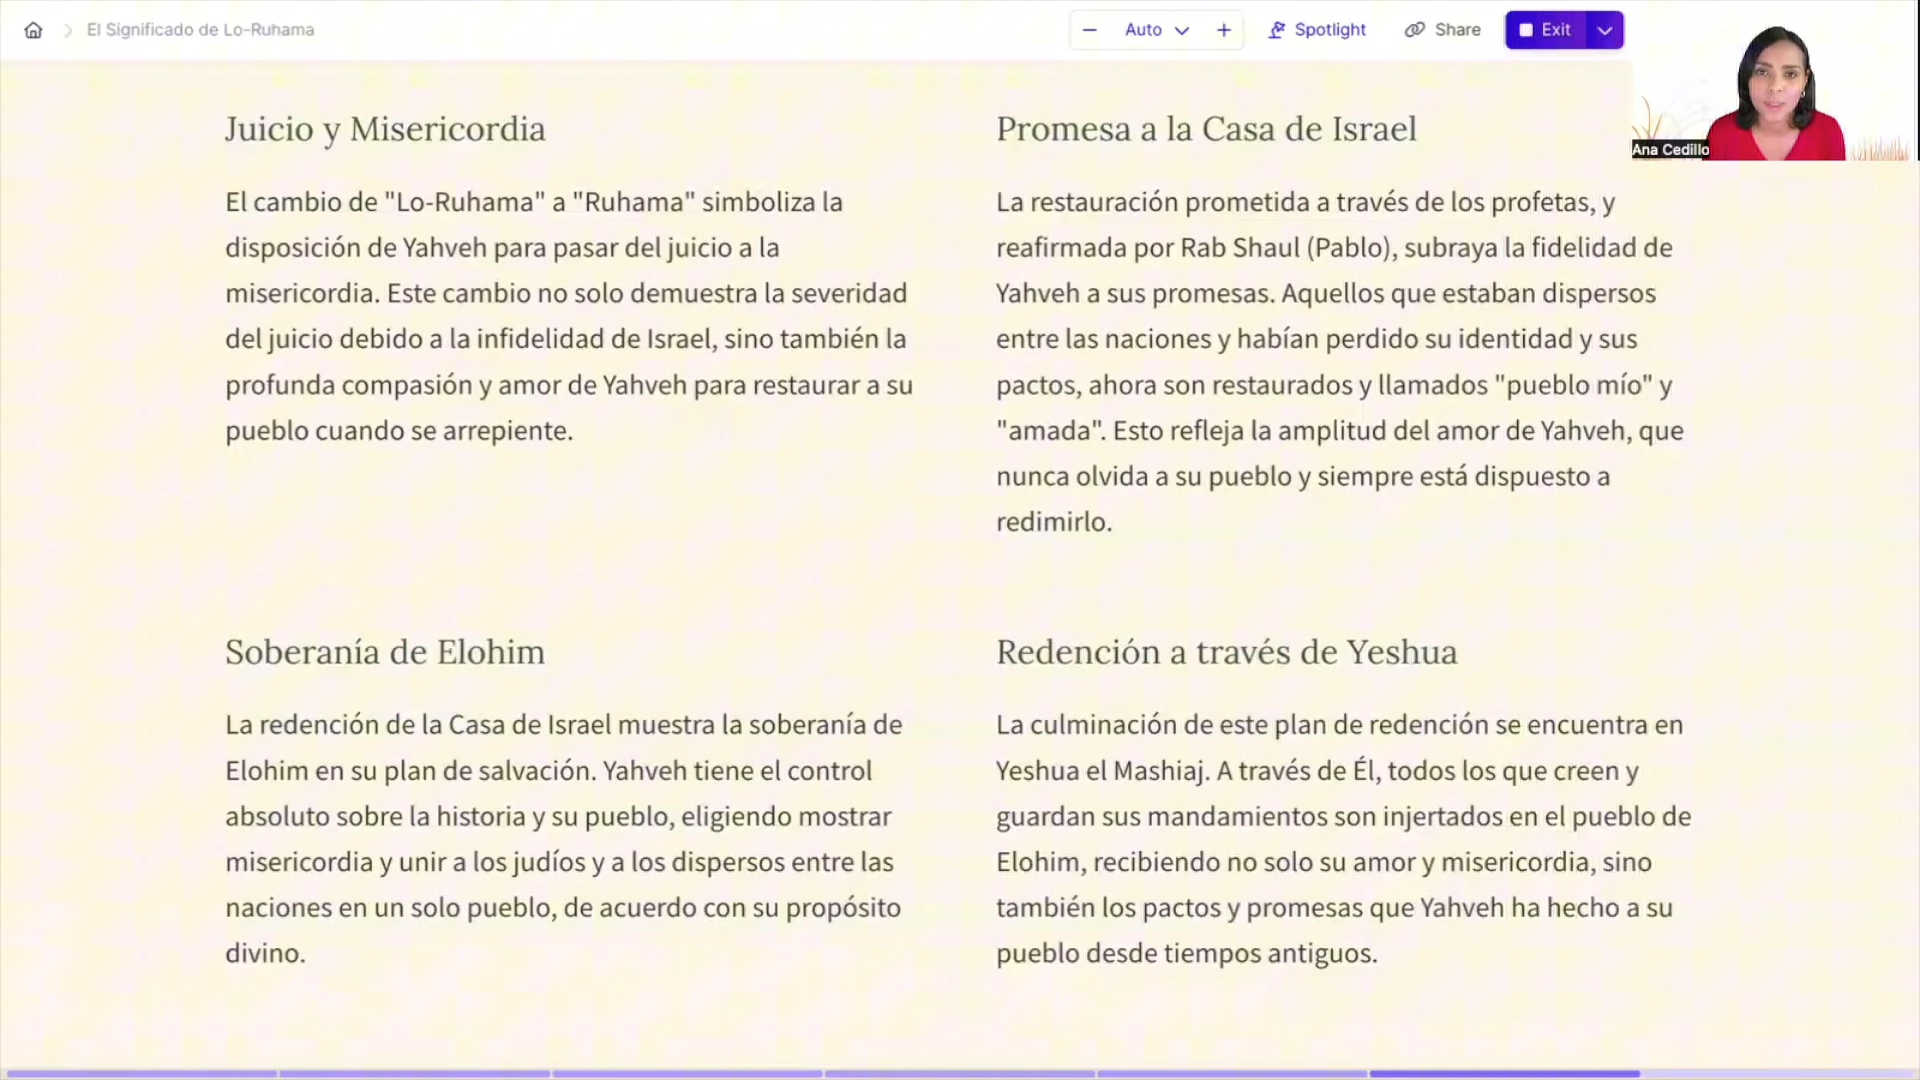 El Significado de Lo-Ruhama
Auto
Spotlight
Share
Exit
Ana Cedillo
Juicio y Misericordia
El cambio de "Lo-Ruhama" a "Ruhama" simboliza la
disposición de Yahveh para pasar del juicio a la
misericordia. Este cambio no solo demuestra la severidad
del juicio debido a la infidelidad de Israel, sino también la
profunda compasión y amor de Yahveh para restaurar a su
pueblo cuando se arrepiente.
Promesa a la Casa de Israel
La restauración prometida a través de los profetas, y
reafirmada por Rab Shaul (Pablo), subraya la fidelidad de
Yahveh a sus promesas. Aquellos que estaban dispersos
entre las naciones y habían perdido su identidad y sus
pactos, ahora son restaurados y llamados "pueblo mío" y
"amada". Esto refleja la amplitud del amor de Yahveh, que
nunca olvida a su pueblo y siempre está dispuesto a
redimirlo.
Soberanía de Elohim
La redención de la Casa de Israel muestra la soberanía de
Elohim en su plan de salvación. Yahveh tiene el control
absoluto sobre la historia y su pueblo, eligiendo mostrar
misericordia y unir a los judíos y a los dispersos entre las
naciones en un solo pueblo, de acuerdo con su propósito
divino.
Redención a través de Yeshua
La culminación de este plan de redención se encuentra en
Yeshua el Mashiaj. A través de Él, todos los que creen y
guardan sus mandamientos son injertados en el pueblo de
Elohim, recibiendo no solo su amor y misericordia, sino
también los pactos y promesas que Yahveh ha hecho a su
pueblo desde tiempos antiguos.